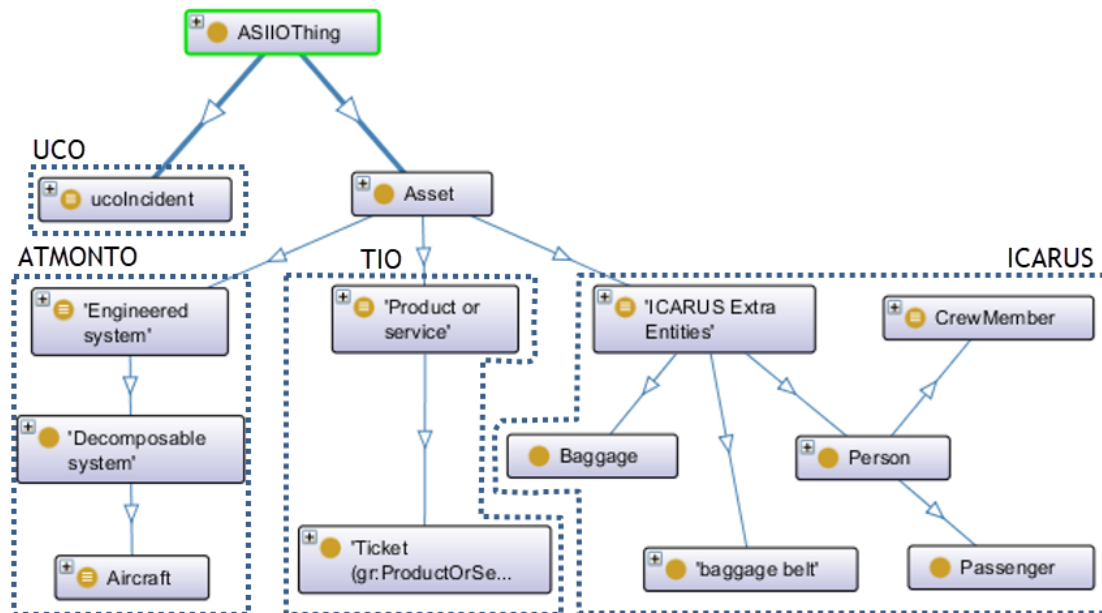 ASIIOThing
UCO
ucoIncident
Asset
ATMONTO
TIO
ICARUS
'Engineered
system'
'Product or
service'
'ICARUS Extra
Entities'
CrewMember
'Decomposable
system'
Baggage
Person
Aircraft
'Ticket
(gr:ProductOrSe...
'baggage belt'
Passenger